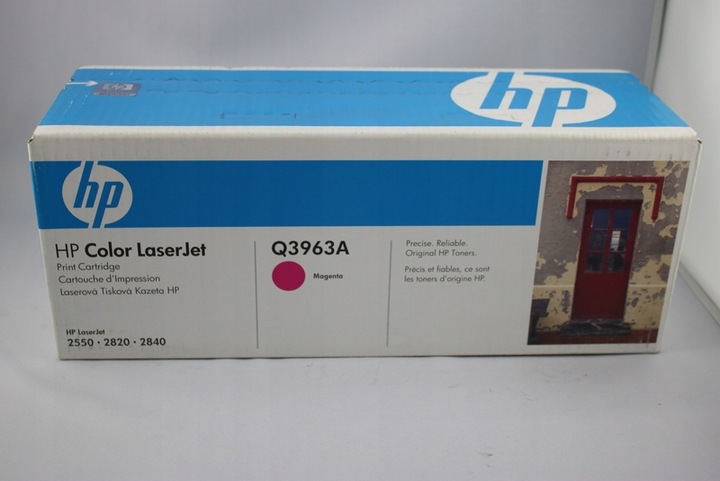 hp
hp
HP Color LaserJet
Print Cartridge
Cartouche d'Impression
Laserová Tisková Kazeta HP
HP LaserJet
2550 · 2820 · 2840
Q3963A
Magenta
Precise. Reliable.
Original HP Toners.
Précis et fiables, ce sont
les toners d'origine HP.